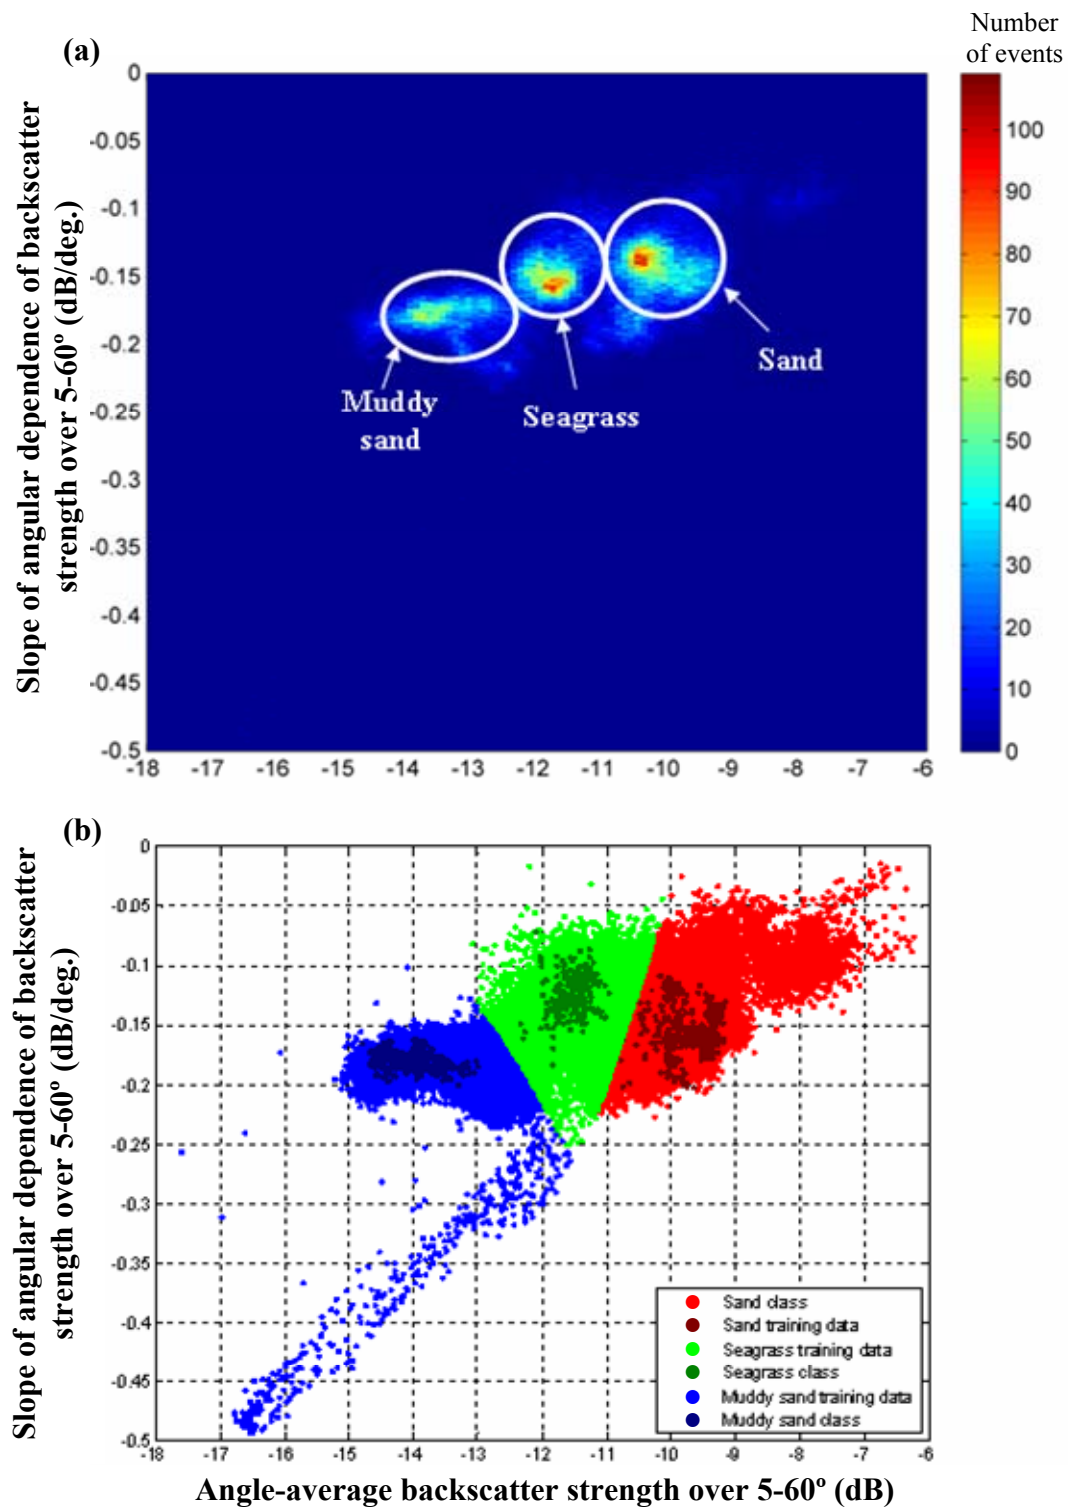 Number
of events
(a)
Slope of angular dependence of backscatter
strength over 5-60º (dB/deg.)
0
-0.05
-0.1
-0.15
-0.2
-0.25
-0.3
-0.35
-0.4
-0.45
-0.5
-18 -17 -16 -15 -14 -13 -12 -11 -10 -9 -8 -7 -6
Muddy
sand
Seagrass
Sand
100
90
80
70
60
50
40
30
20
10
0
(b)
Slope of angular dependence of backscatter
strength over 5-60º (dB/deg.)
0
-0.05
-0.1
-0.15
-0.2
-0.25
-0.3
-0.35
-0.4
-0.45
-0.5
-18 -17 -16 -15 -14 -13 -12 -11 -10 -9 -8 -7 -6
Sand class
Sand training data
Seagrass training data
Seagrass class
Muddy sand training data
Muddy sand class
Angle-average backscatter strength over 5-60º (dB)